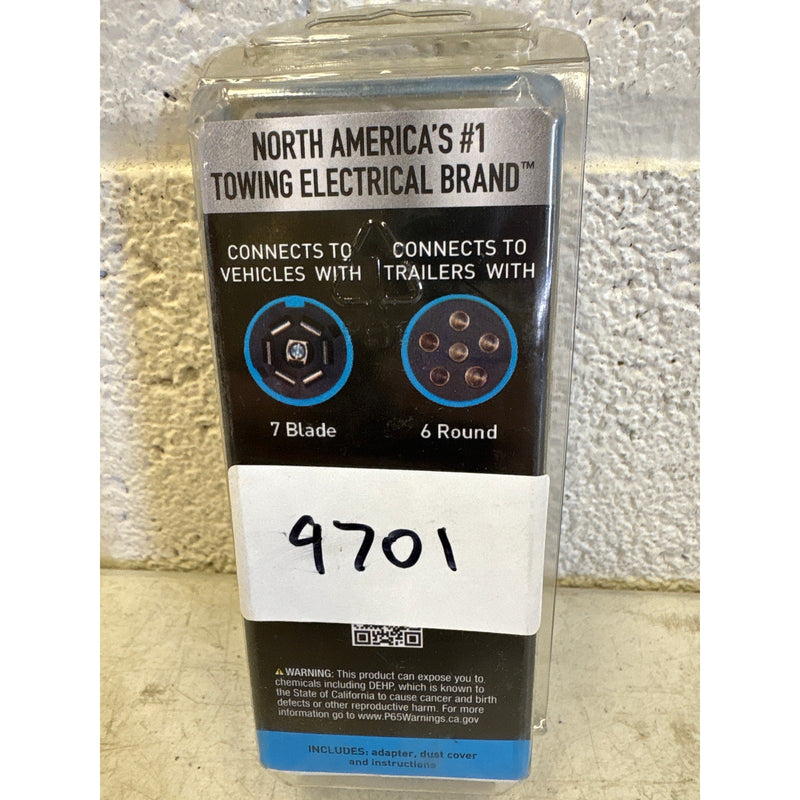 NORTH AMERICA'S #1
TOWING ELECTRICAL BRAND™
CONNECTS TO
VEHICLES WITH
CONNECTS TO
TRAILERS WITH
7 Blade
6 Round
9701
⚠WARNING: This product can expose you to
chemicals including DEHP, which is known to
the State of California to cause cancer and birth
defects or other reproductive harm. For more
information go to www.P65Warnings.ca.gov
INCLUDES: adapter, dust cover
and instructions